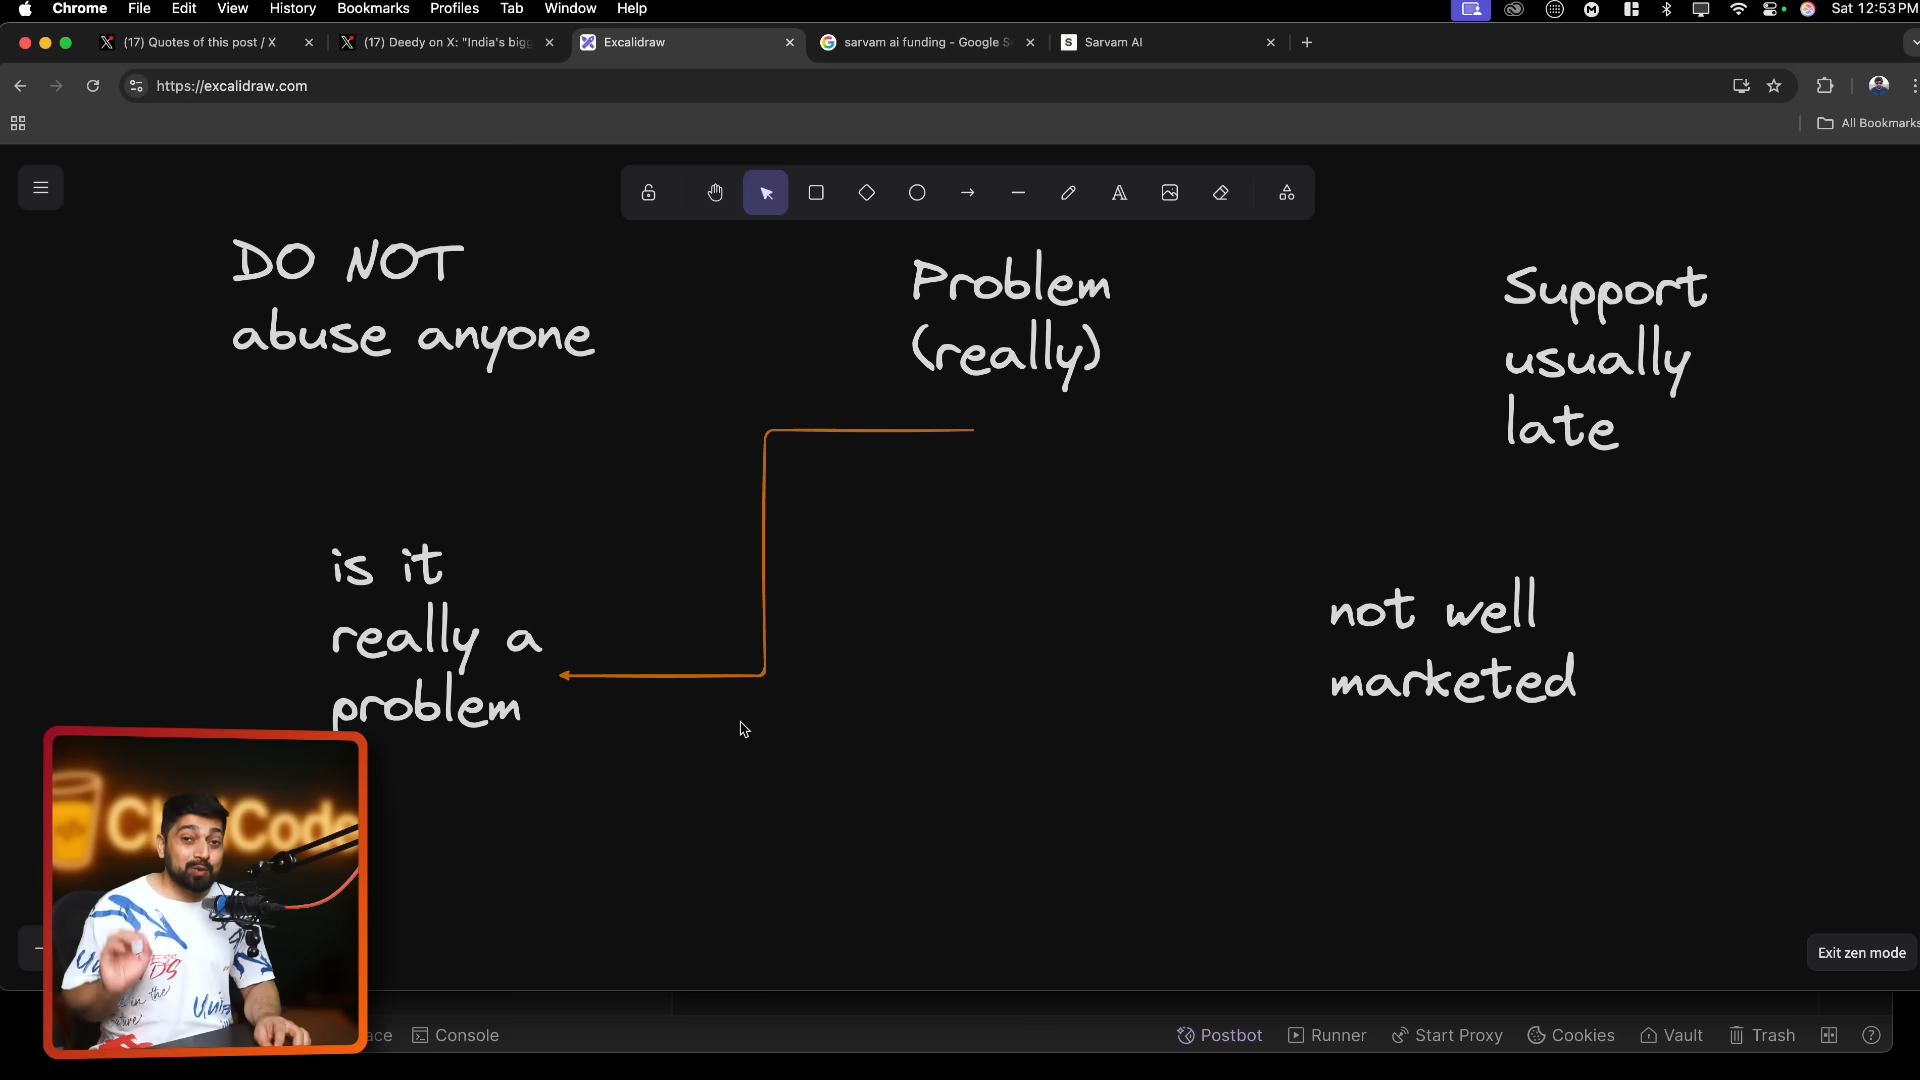 Chrome File Edit View History Bookmarks Profiles Tab Window Help Sat 12:53 PM
(17) Quotes of this post / X
(17) Deedy on X: "India's bigg
Excalidraw
sarvam ai funding - Google S
Sarvam AI
https://excalidraw.com
All Bookmarks
DO NOT
abuse anyone
Problem
(really)
Support
usually
late
is it
really a
problem
not well
marketed
Exit zen mode
Console Postbot Runner Start Proxy Cookies Vault Trash